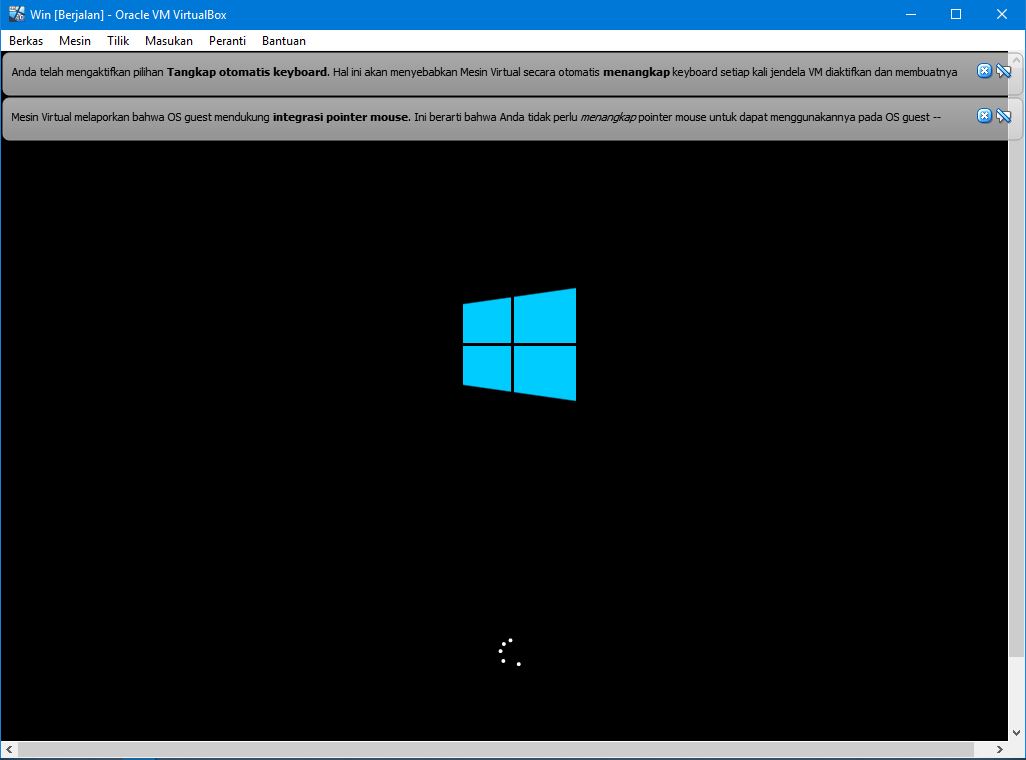 Win [Berjalan] - Oracle VM VirtualBox
Berkas Mesin Tilik Masukan Peranti Bantuan
Anda telah mengaktifkan pilihan Tangkap otomatis keyboard. Hal ini akan menyebabkan Mesin Virtual secara otomatis menangkap keyboard setiap kali jendela VM diaktifkan dan membuatnya
Mesin Virtual melaporkan bahwa OS guest mendukung integrasi pointer mouse. Ini berarti bahwa Anda tidak perlu menangkap pointer mouse untuk dapat menggunakannya pada OS guest --